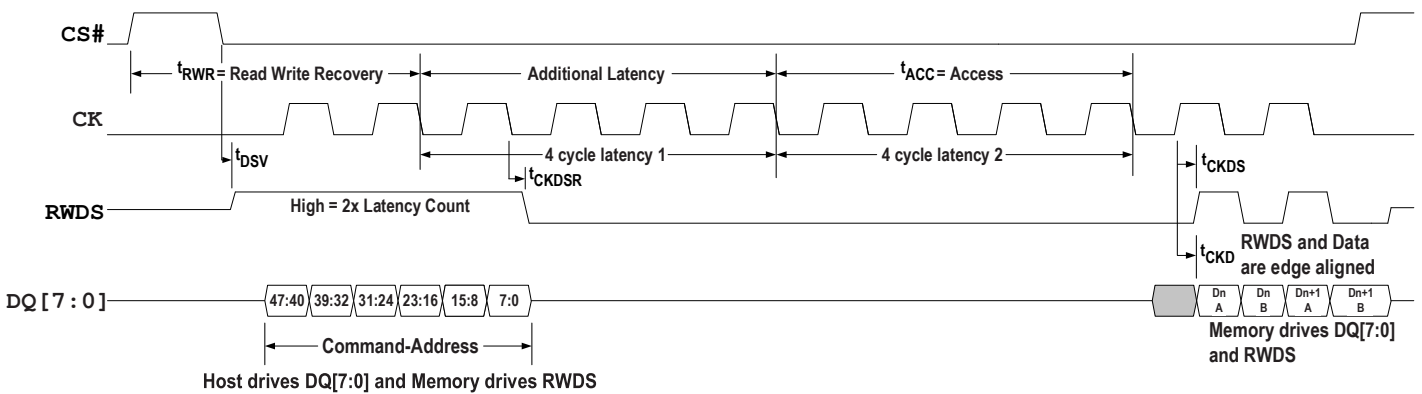 CS#
tRWR = Read Write Recovery
Additional Latency
tACC = Access
CK
tDSV
4 cycle latency 1
4 cycle latency 2
tCKDSR
tCKDS
RWDS
High = 2x Latency Count
tCKD
RWDS and Data
are edge aligned
DQ[7:0]
47:40 39:32 31:24 23:16 15:8 7:0
Dn A
Dn B
Dn+1 A
Dn+1 B
Command-Address
Memory drives DQ[7:0]
and RWDS
Host drives DQ[7:0] and Memory drives RWDS